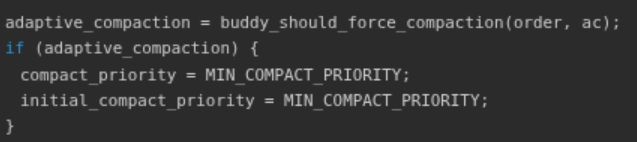 adaptive_compaction = buddy_should_force_compaction(order, ac);
if (adaptive_compaction) {
  compact_priority = MIN_COMPACT_PRIORITY;
  initial_compact_priority = MIN_COMPACT_PRIORITY;
}